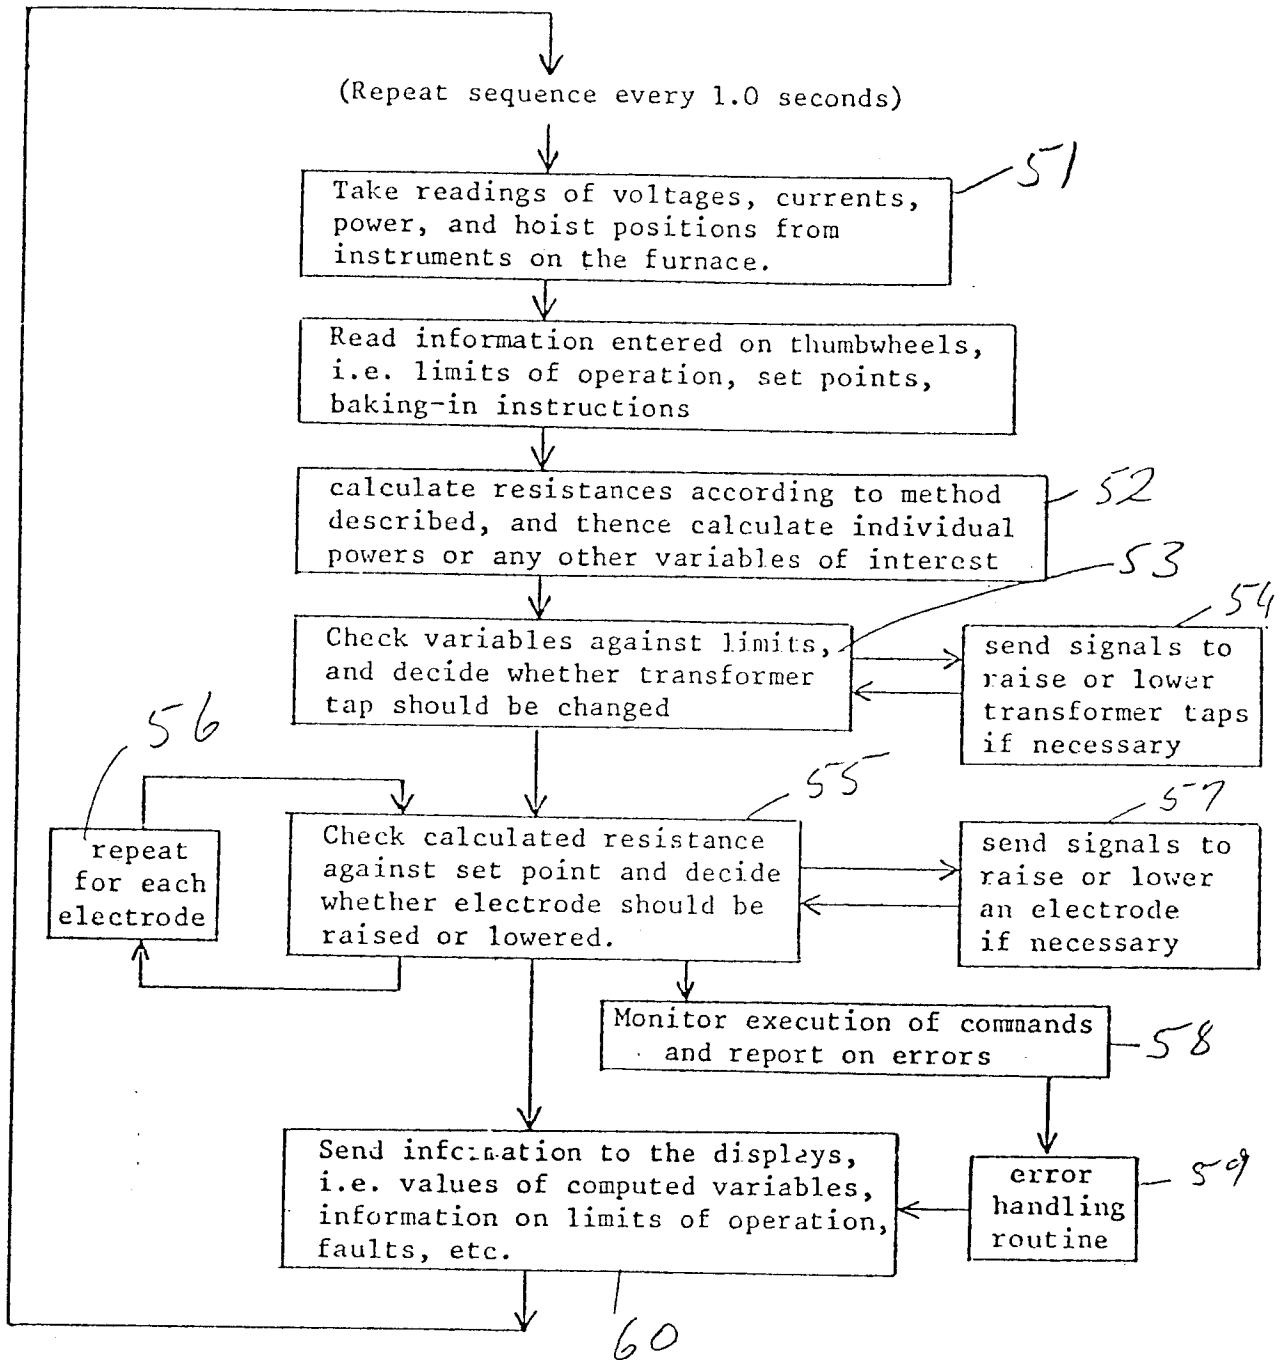 (Repeat sequence every 1.0 seconds)
51
Take readings of voltages, currents,
power, and hoist positions from
instruments on the furnace.
Read information entered on thumbwheels,
i.e. limits of operation, set points,
baking-in instructions
52
calculate resistances according to method
described, and thence calculate individual
powers or any other variables of interest
53
Check variables against limits,
and decide whether transformer
tap should be changed
54
send signals to
raise or lower
transformer taps
if necessary
56
repeat
for each
electrode
55
Check calculated resistance
against set point and decide
whether electrode should be
raised or lowered.
57
send signals to
raise or lower
an electrode
if necessary
Monitor execution of commands
and report on errors
58
Send information to the displays,
i.e. values of computed variables,
information on limits of operation,
faults, etc.
error
handling
routine
59
60